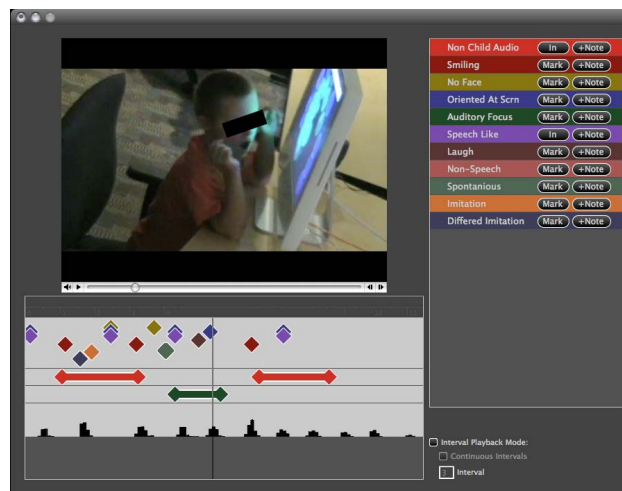 Non Child Audio In +Note
Smiling Mark +Note
No Face Mark +Note
Oriented At Scrn Mark +Note
Auditory Focus Mark +Note
Speech Like In +Note
Laugh Mark +Note
Non-Speech Mark +Note
Spontanious Mark +Note
Imitation Mark +Note
Differed Imitation Mark +Note
Interval Playback Mode:
Continuous Intervals
3 Interval